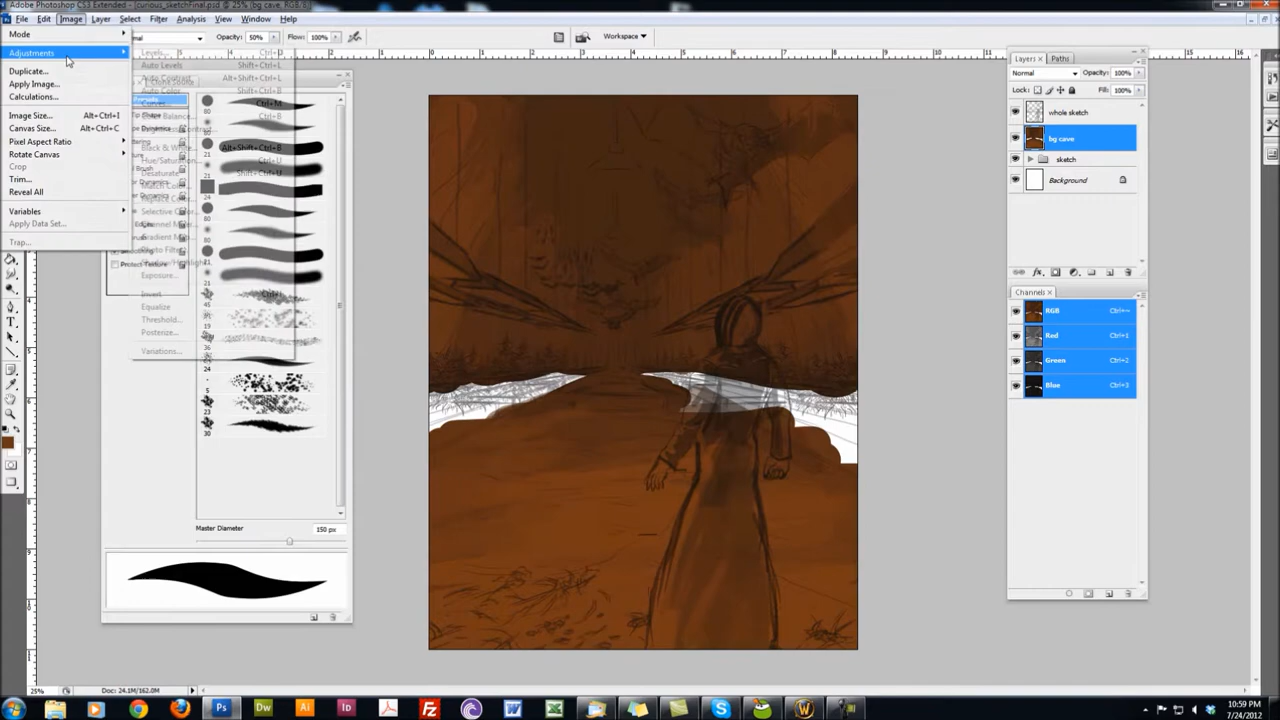 Adobe Photoshop CS3 Extended - [curious_sketchFinal.psd @ 25% (bg cave, RGB/8
File Edit Image Layer Select Filter Analysis View Window Help
Mode
Adjustments
Duplicate...
Apply Image...
Calculations...
Image Size... Alt+Ctrl+I
Canvas Size... Alt+Ctrl+C
Pixel Aspect Ratio
Rotate Canvas
Crop
Trim...
Reveal All
Variables
Apply Data Set...
Trap...
Levels... Ctrl+L
Auto Levels Shift+Ctrl+L
Auto Contrast Alt+Shift+Ctrl+L
Auto Color Shift+Ctrl+B
Curves... Ctrl+M
Color Balance... Ctrl+B
Black & White... Alt+Shift+Ctrl+B
Hue/Saturation... Ctrl+U
Desaturate Shift+Ctrl+U
Match Color...
Replace Color...
Selective Color...
Channel Mixer...
Gradient Map...
Photo Filter...
Shadow/Highlight...
Exposure...
Invert Ctrl+I
Equalize
Threshold...
Posterize...
Variations...
Opacity: 50% Flow: 100%
Workspace
Protect Texture
Master Diameter 150 px
Layers Paths
Normal Opacity: 100%
Lock: Fill: 100%
whole sketch
bg cave
sketch
Background
Channels
RGB Ctrl+~
Red Ctrl+1
Green Ctrl+2
Blue Ctrl+3
25% Doc: 24.1M/162.0M
Ps Dw Ai Id
10:59 PM
7/24/2012